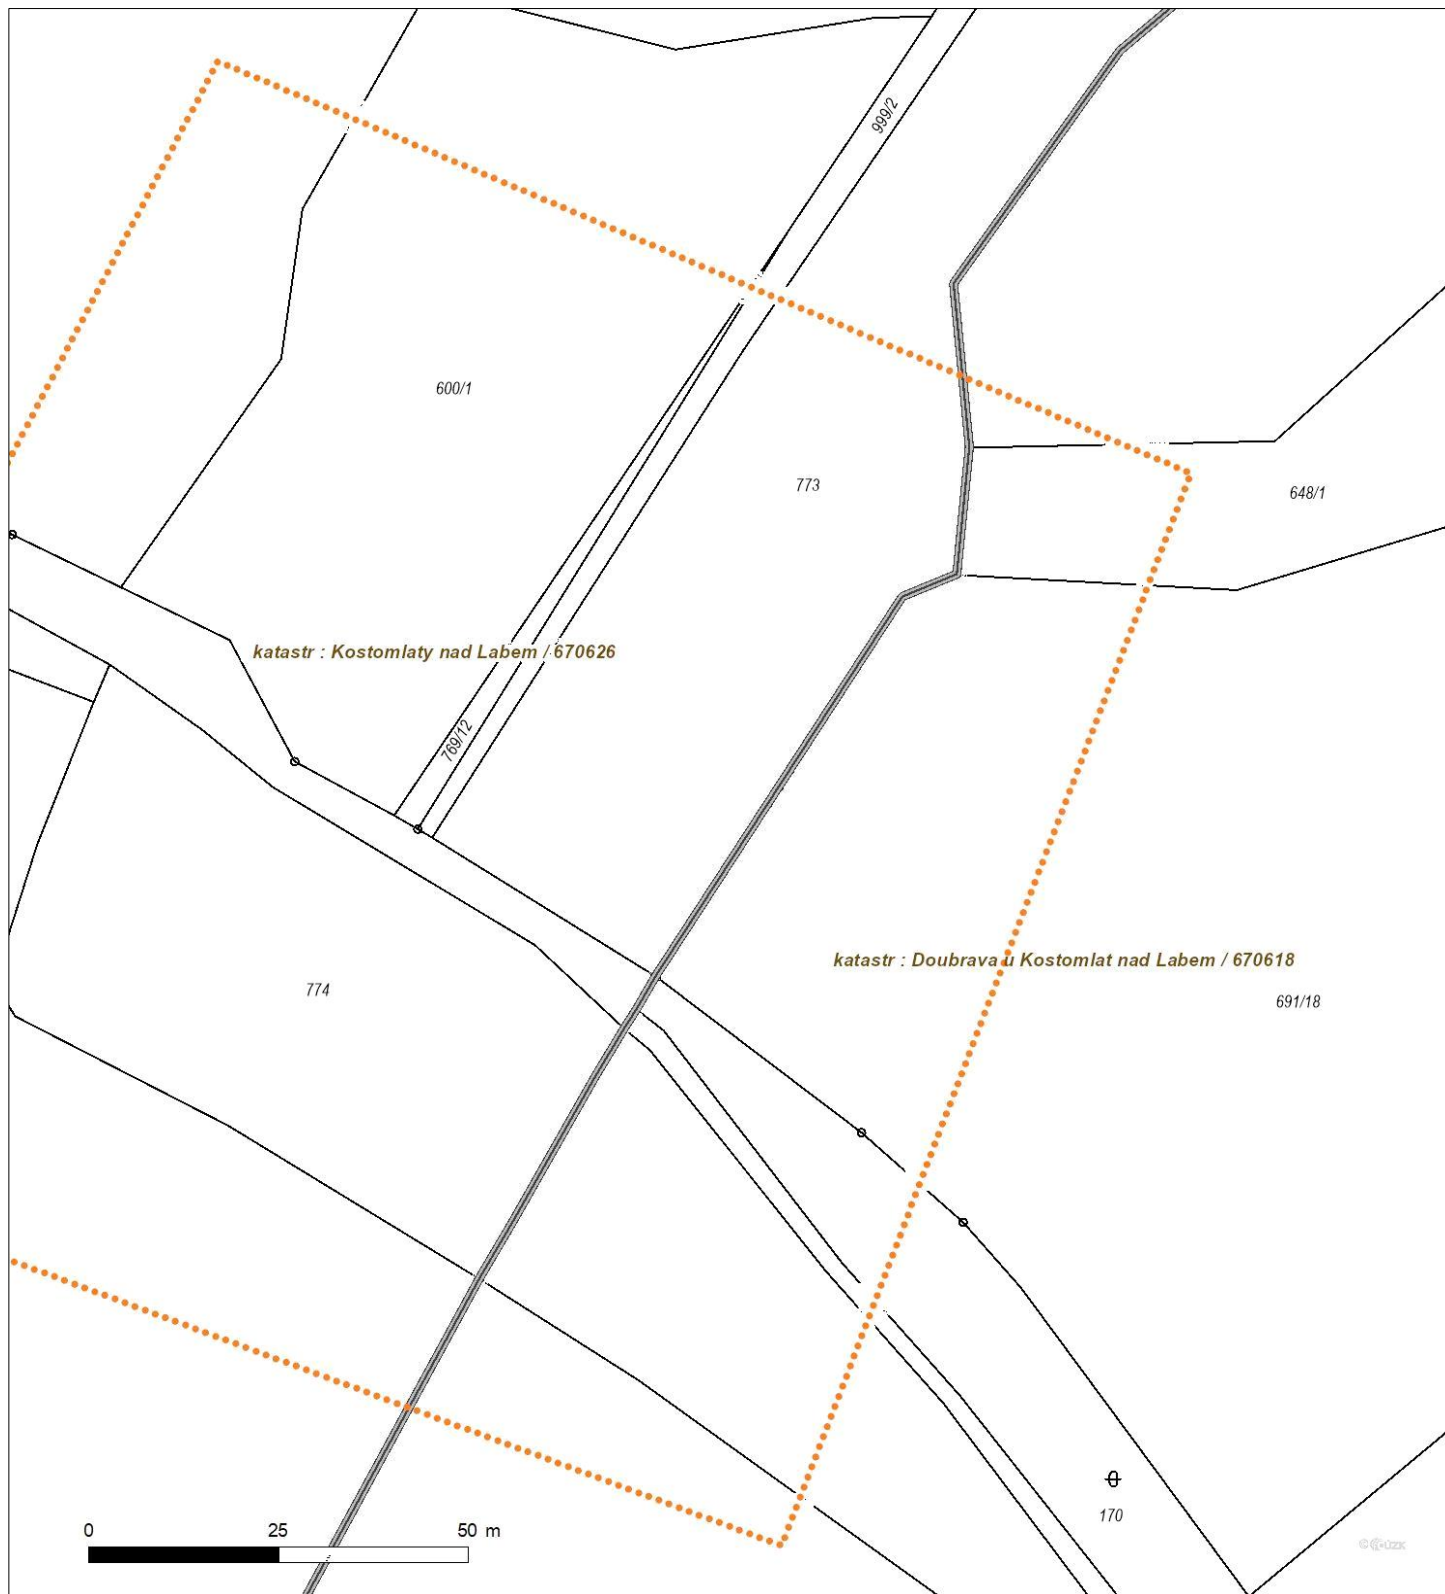 999/2
600/1
773
648/1
katastr : Kostomlaty nad Labem / 670626
769/12
katastr : Doubrava u Kostomlat nad Labem / 670618
774
691/18
170
0 25 50 m